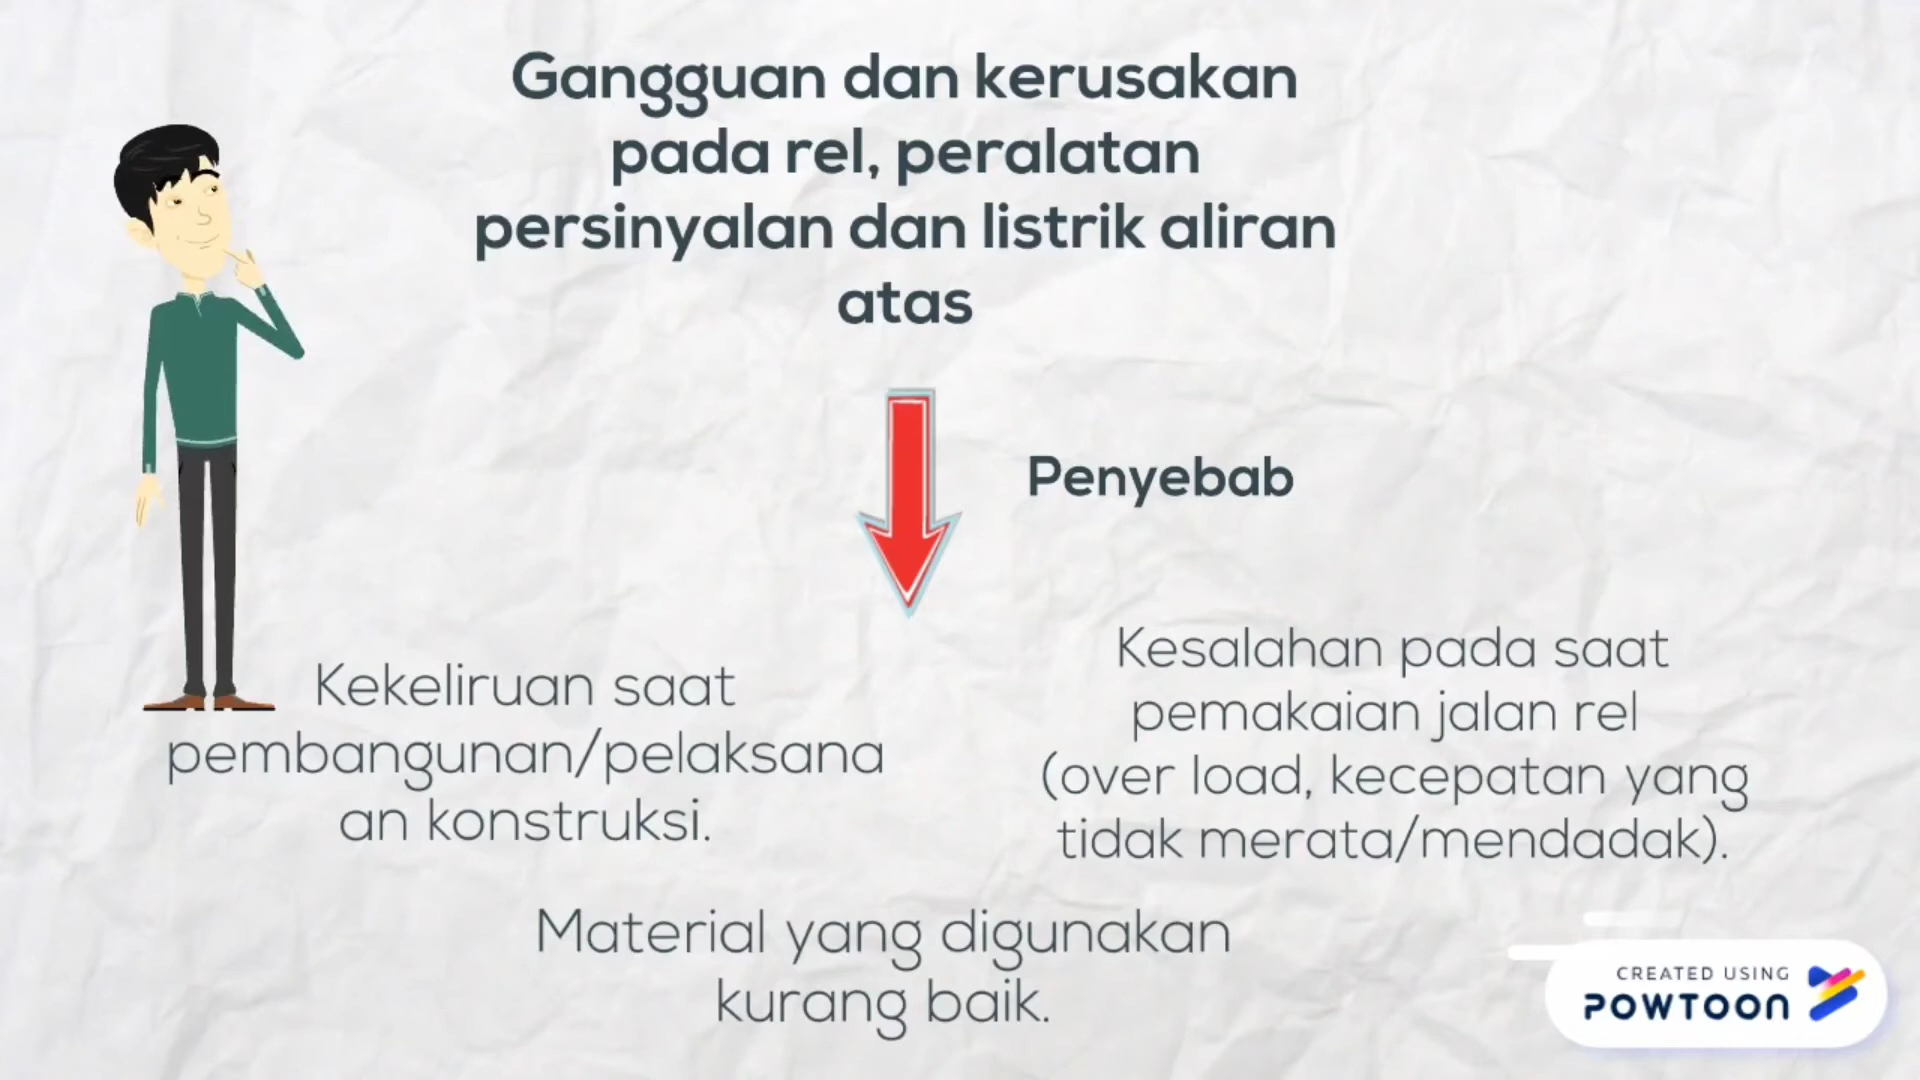 Gangguan dan kerusakan
pada rel, peralatan
persinyalan dan listrik aliran
atas
Penyebab
Kekeliruan saat
pembangunan/pelaksana
an konstruksi.
Kesalahan pada saat
pemakaian jalan rel
(over load, kecepatan yang
tidak merata/mendadak).
Material yang digunakan
kurang baik.
CREATED USING
POWTOON